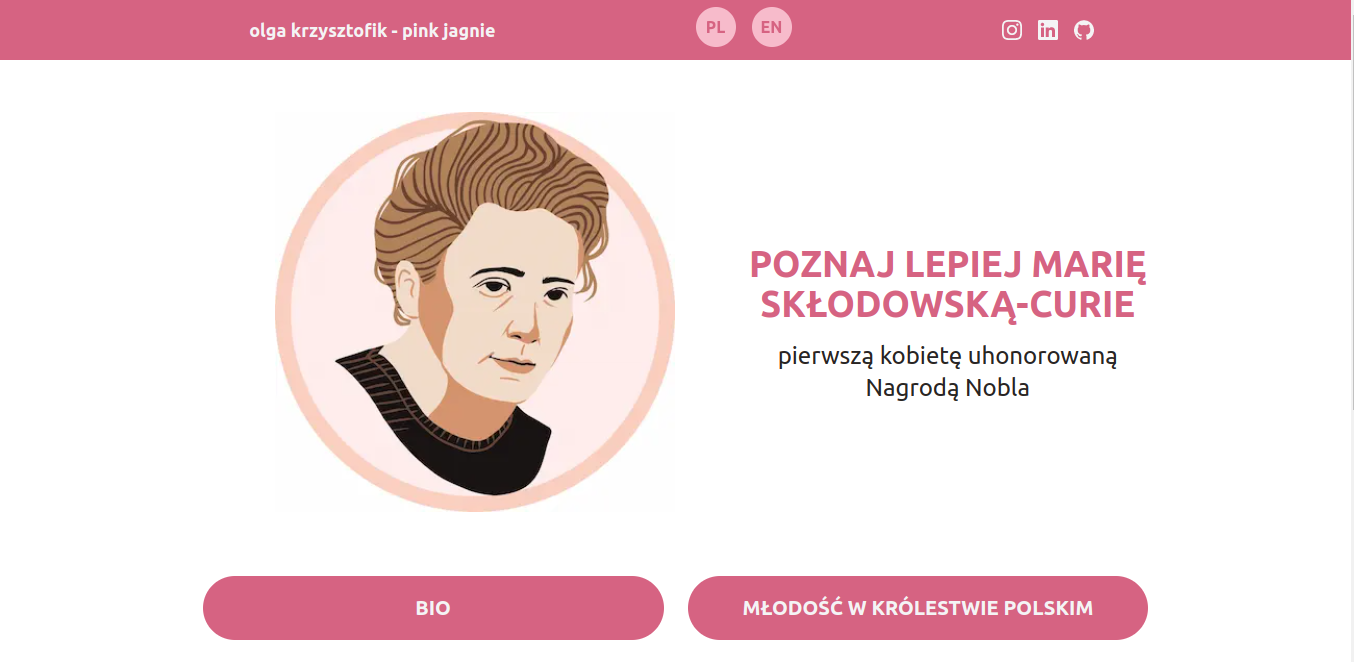 olga krzysztofik - pink jagnie
PL
EN
POZNAJ LEPIEJ MARIĘ
SKŁODOWSKĄ-CURIE
pierwszą kobietę uhonorowaną
Nagrodą Nobla
BIO
MŁODOŚĆ W KRÓLESTWIE POLSKIM